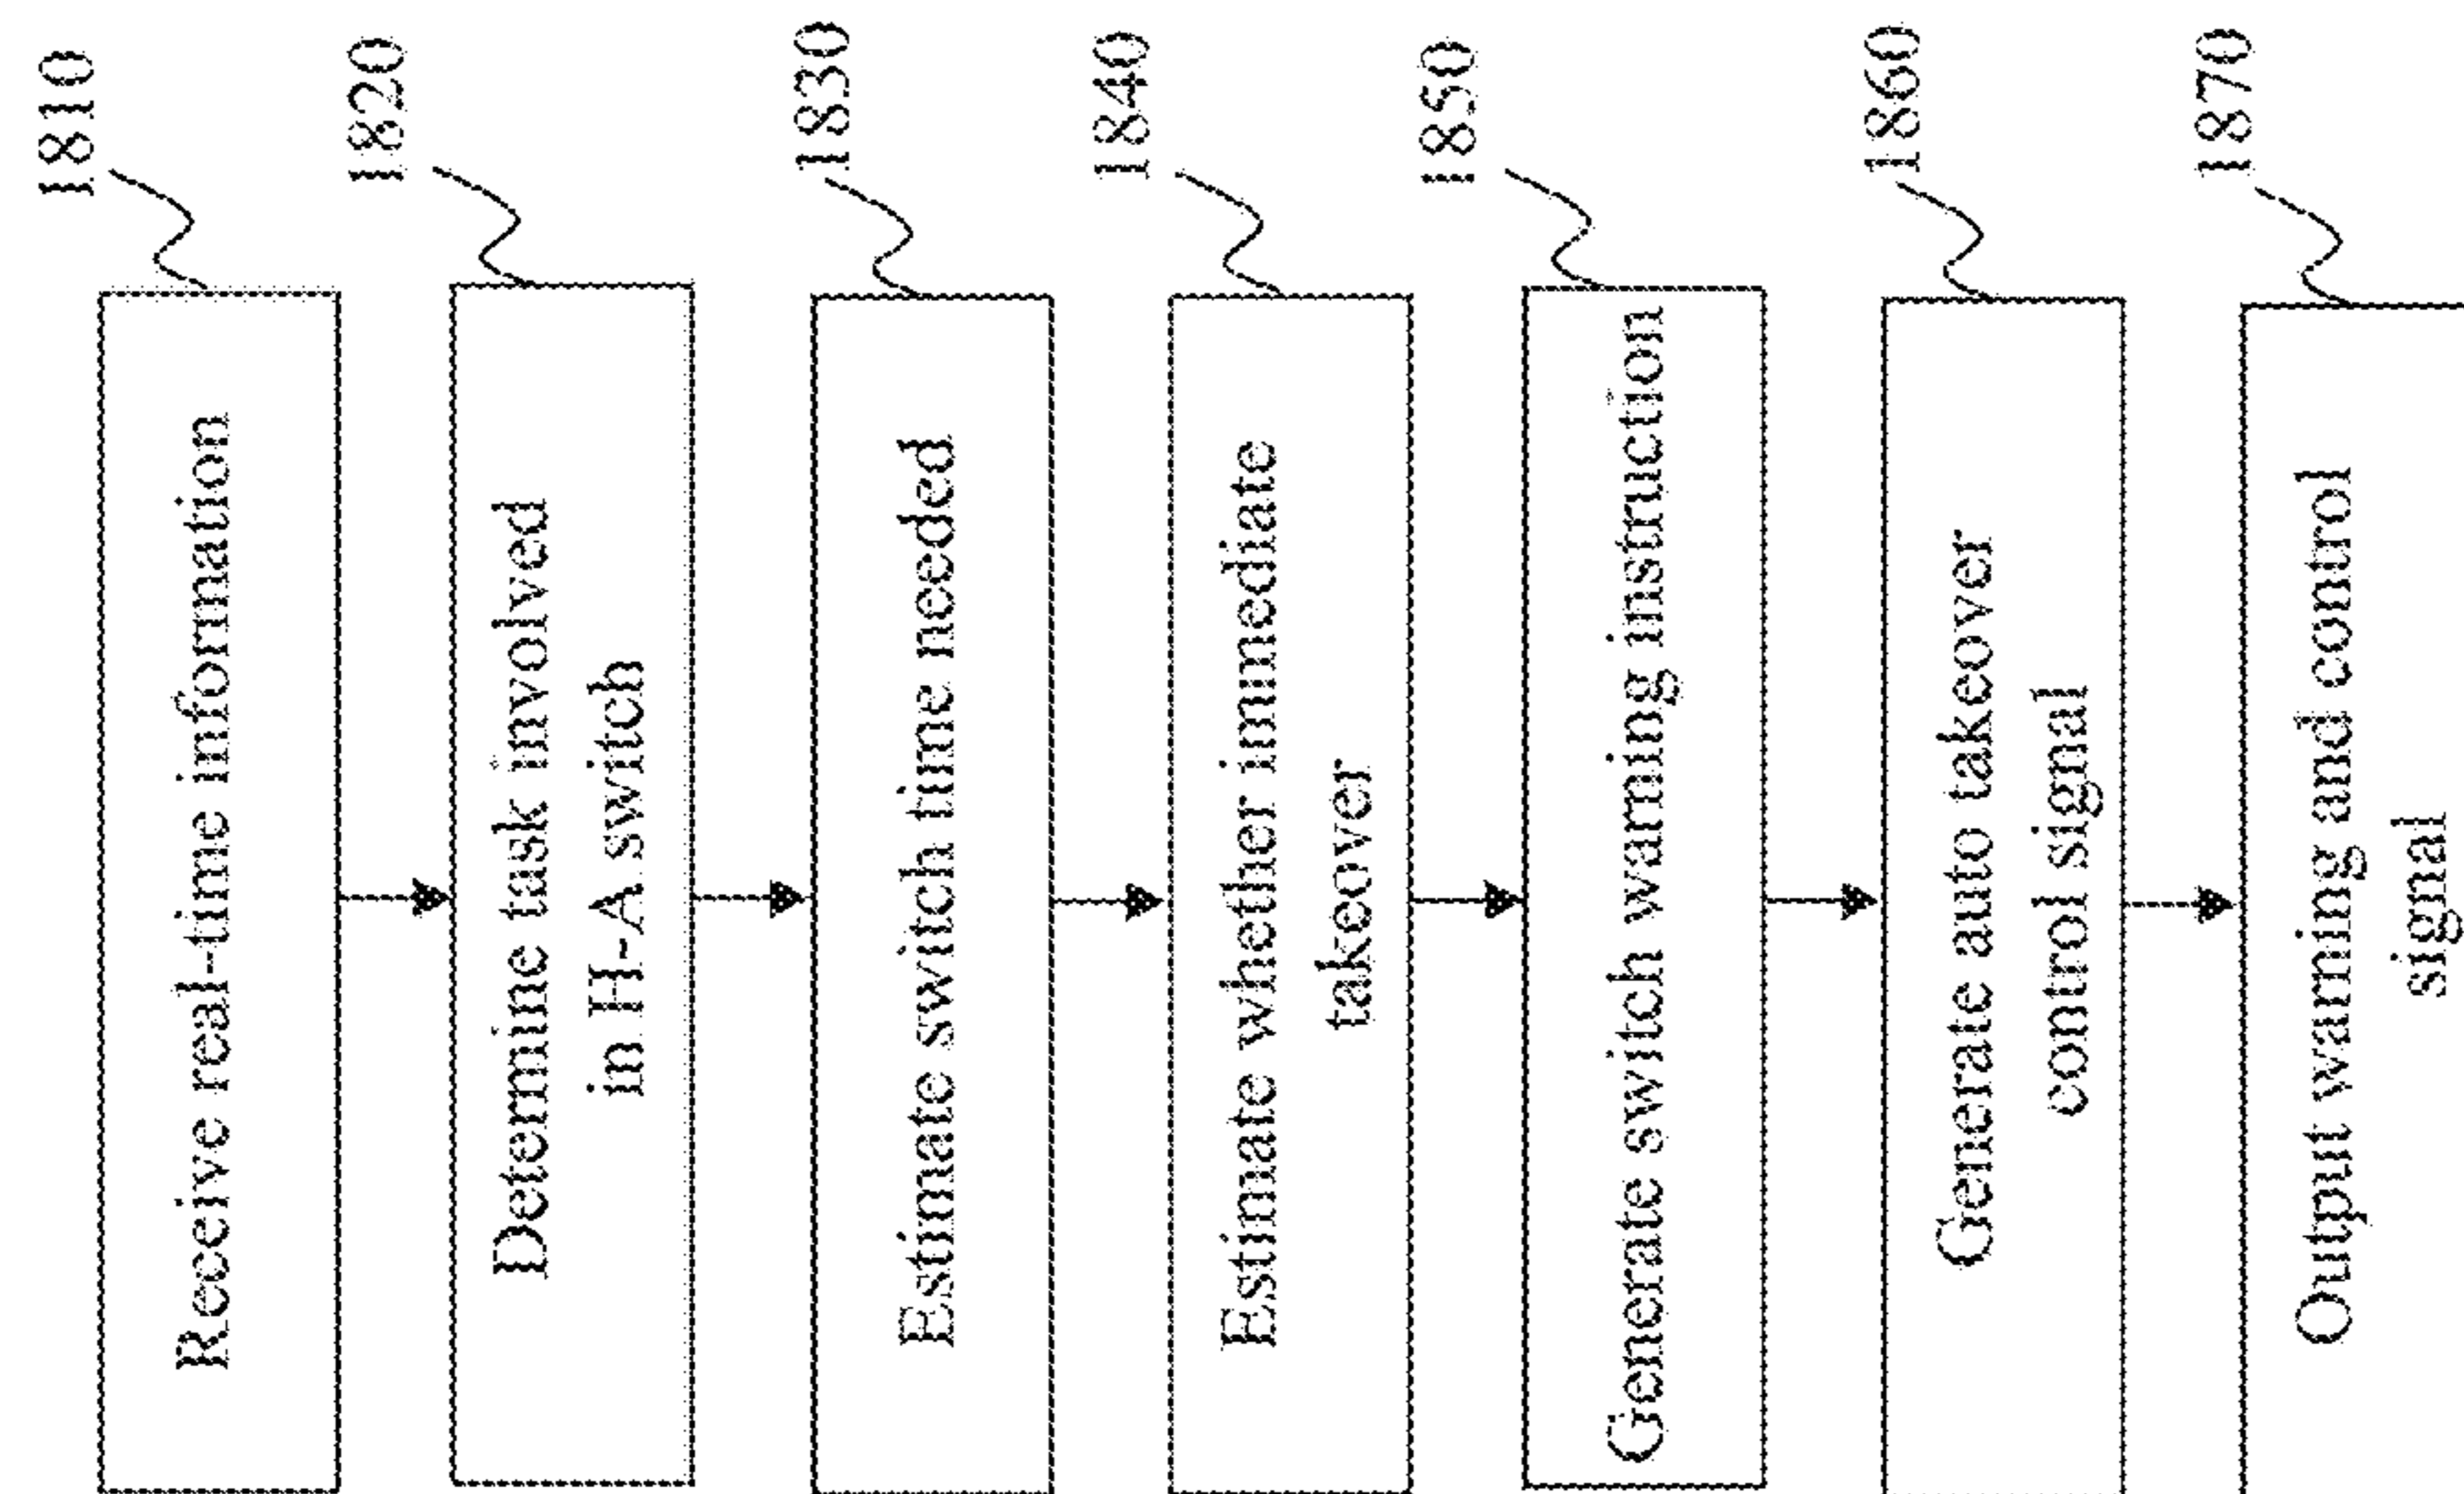 Receive real-time information
1810
Determine task involved
in H-A switch
1820
Estimate switch time needed
1830
Estimate whether immediate
takeover
1840
Generate switch warning instruction
1850
Generate auto takeover
control signal
1860
Output warning and control
signal
1870